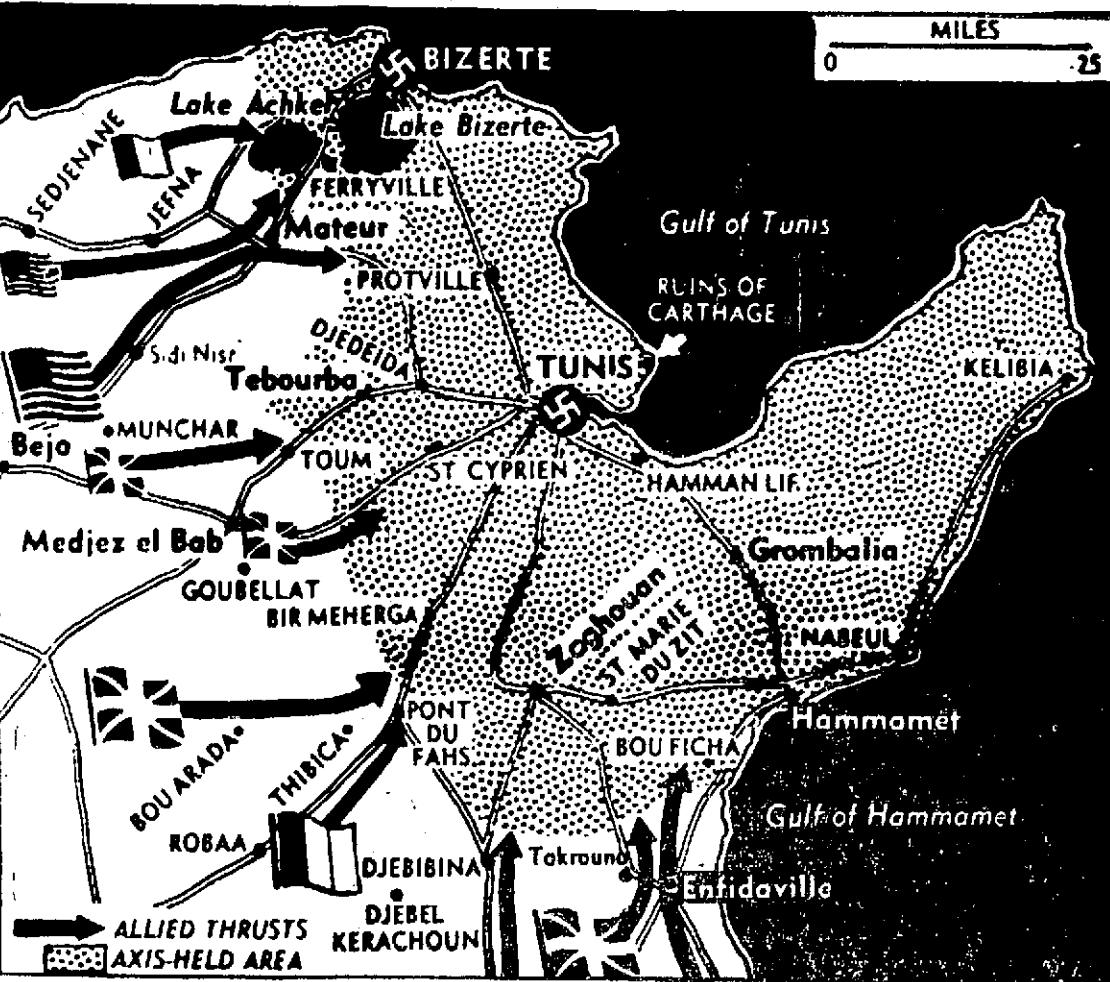 MILES
0 25
BIZERTE
Lake Achkel
Lake Bizerte
SEDJENANE
JEFNA
FERRYVILLE
Mateur
Gulf of Tunis
PROTVILLE
RUINS OF
CARTHAGE
DJEDEIDA
Sidi Nisr
TUNIS
KELIBIA
Tebourba
MUNCHAR
Beja
TOUM
ST CYPRIEN
HAMMAN LIF.
Medjez el Bab
Grombalia
GOUBELLAT
BIR MEHERGA
Zaghouan
ST MARIE
DU ZIT
NABEUL
PONT
DU
FAHS
Hammamet
BOU ARADA
THIBICA
BOU FICHA
Gulf of Hammamet
ROBAA
DJEBIBINA
Takrouna
Enfidaville
DJEBEL
KERACHOUN
ALLIED THRUSTS
AXIS-HELD AREA